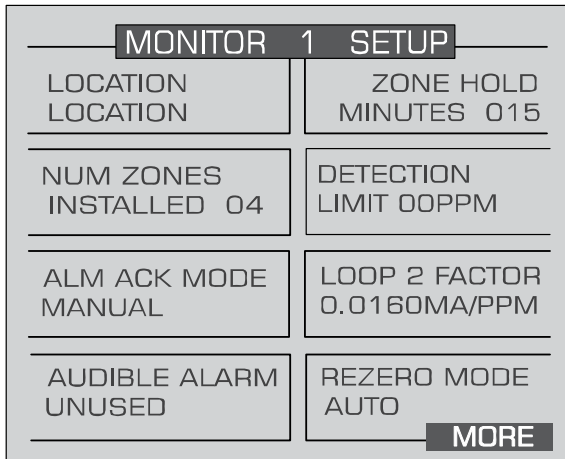 MONITOR 1 SETUP
LOCATION
LOCATION
ZONE HOLD
MINUTES 015
NUM ZONES
INSTALLED 04
DETECTION
LIMIT 00PPM
ALM ACK MODE
MANUAL
LOOP 2 FACTOR
0.0160MA/PPM
AUDIBLE ALARM
UNUSED
REZERO MODE
AUTO
MORE